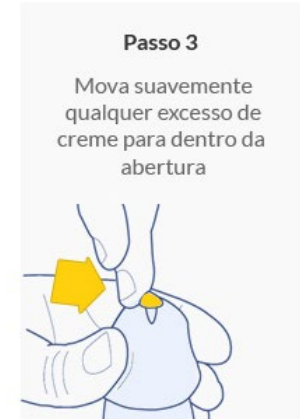 Passo 3
Mova suavemente
qualquer excesso de
creme para dentro da
abertura